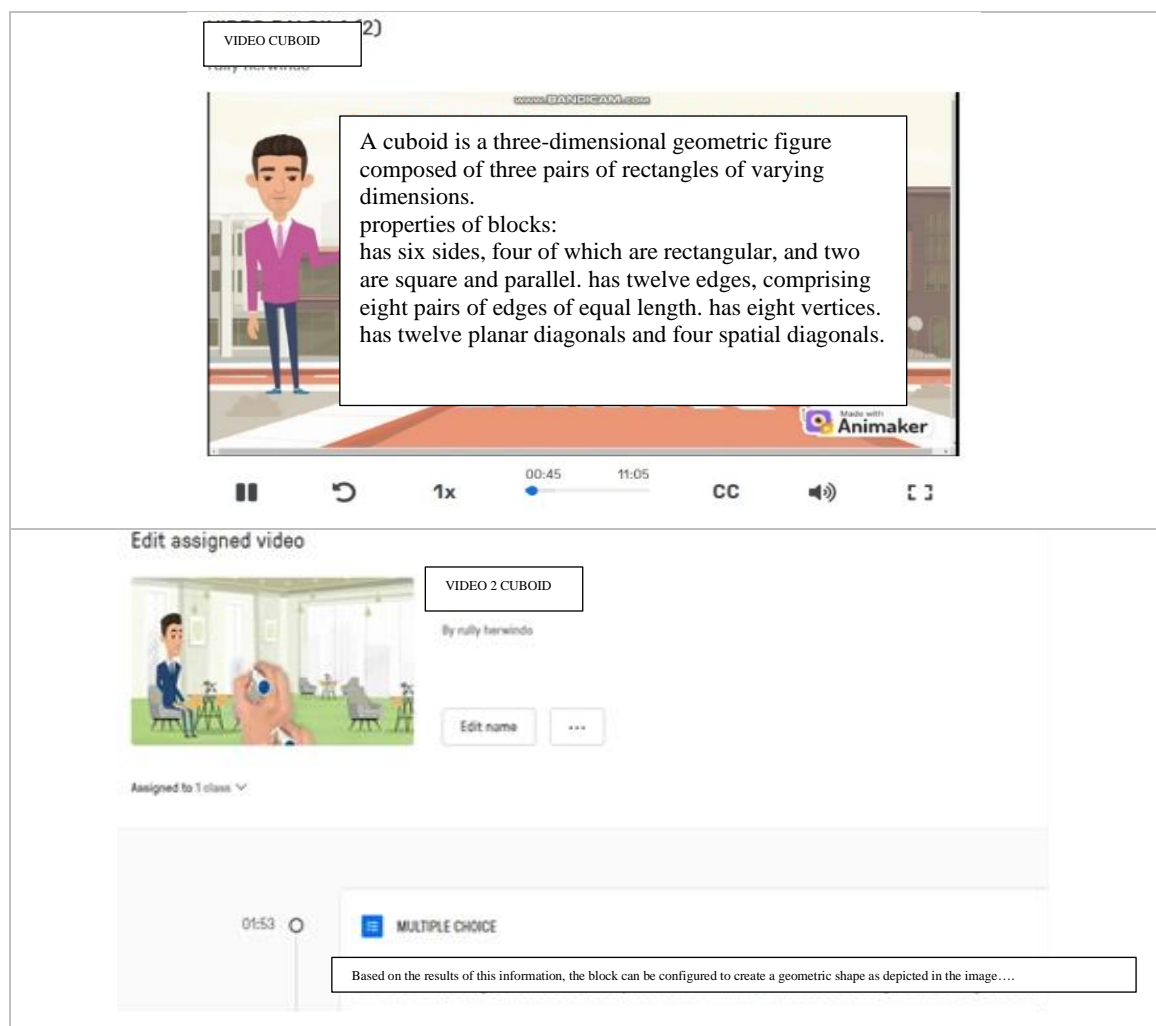 2)
VIDEO CUBOID
rully herwindo
www.BANDICAM.com
A cuboid is a three-dimensional geometric figure
composed of three pairs of rectangles of varying
dimensions.
properties of blocks:
has six sides, four of which are rectangular, and two
are square and parallel. has twelve edges, comprising
eight pairs of edges of equal length. has eight vertices.
has twelve planar diagonals and four spatial diagonals.
Made with
Animaker
1x
00:45
11:05
CC
Edit assigned video
VIDEO 2 CUBOID
By rully herwindo
Edit name
...
Assigned to 1 class
01:53
MULTIPLE CHOICE
Based on the results of this information, the block can be configured to create a geometric shape as depicted in the image….